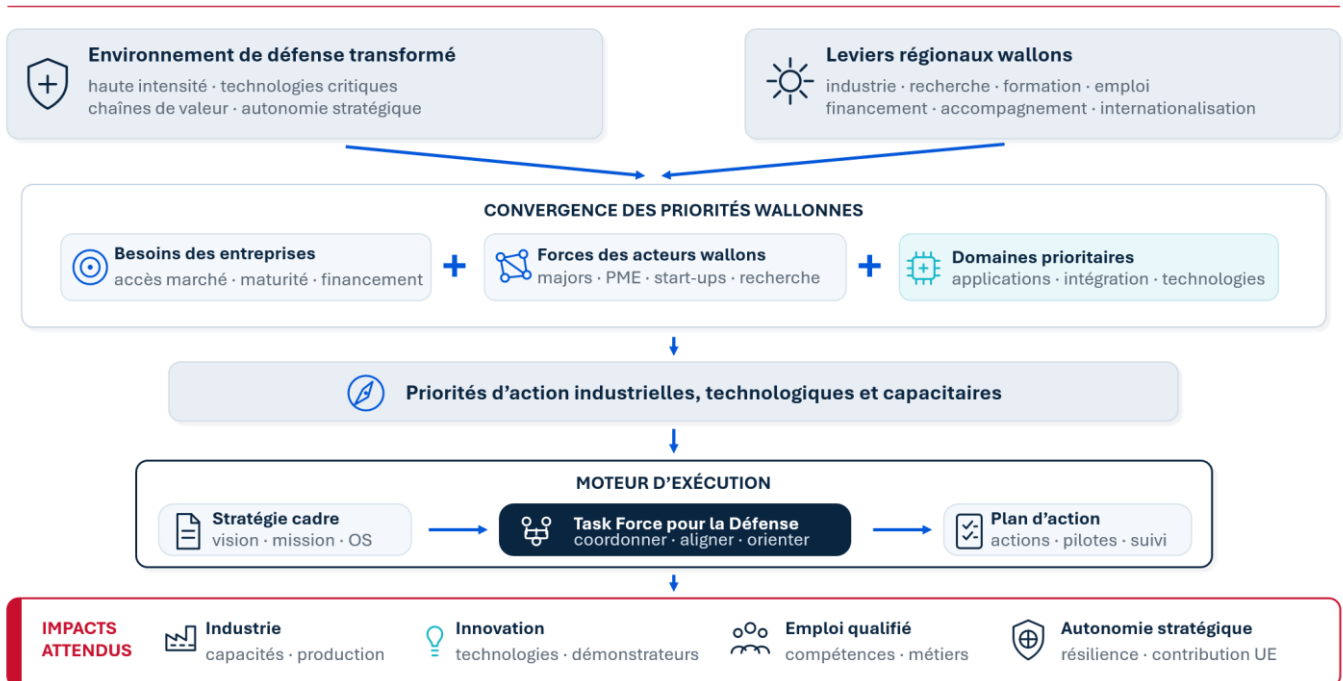 Environnement de défense transformé
haute intensité · technologies critiques
chaînes de valeur · autonomie stratégique
Leviers régionaux wallons
industrie · recherche · formation · emploi
financement · accompagnement · internationalisation
CONVERGENCE DES PRIORITÉS WALLONNES
Besoins des entreprises
accès marché · maturité · financement
+
Forces des acteurs wallons
majors · PME · start-ups · recherche
+
Domaines prioritaires
applications · intégration · technologies
Priorités d’action industrielles, technologiques et capacitaires
MOTEUR D’EXÉCUTION
Stratégie cadre
vision · mission · OS
Task Force pour la Défense
coordonner · aligner · orienter
Plan d’action
actions · pilotes · suivi
IMPACTS
ATTENDUS
Industrie
capacités · production
Innovation
technologies · démonstrateurs
Emploi qualifié
compétences · métiers
Autonomie stratégique
résilience · contribution UE